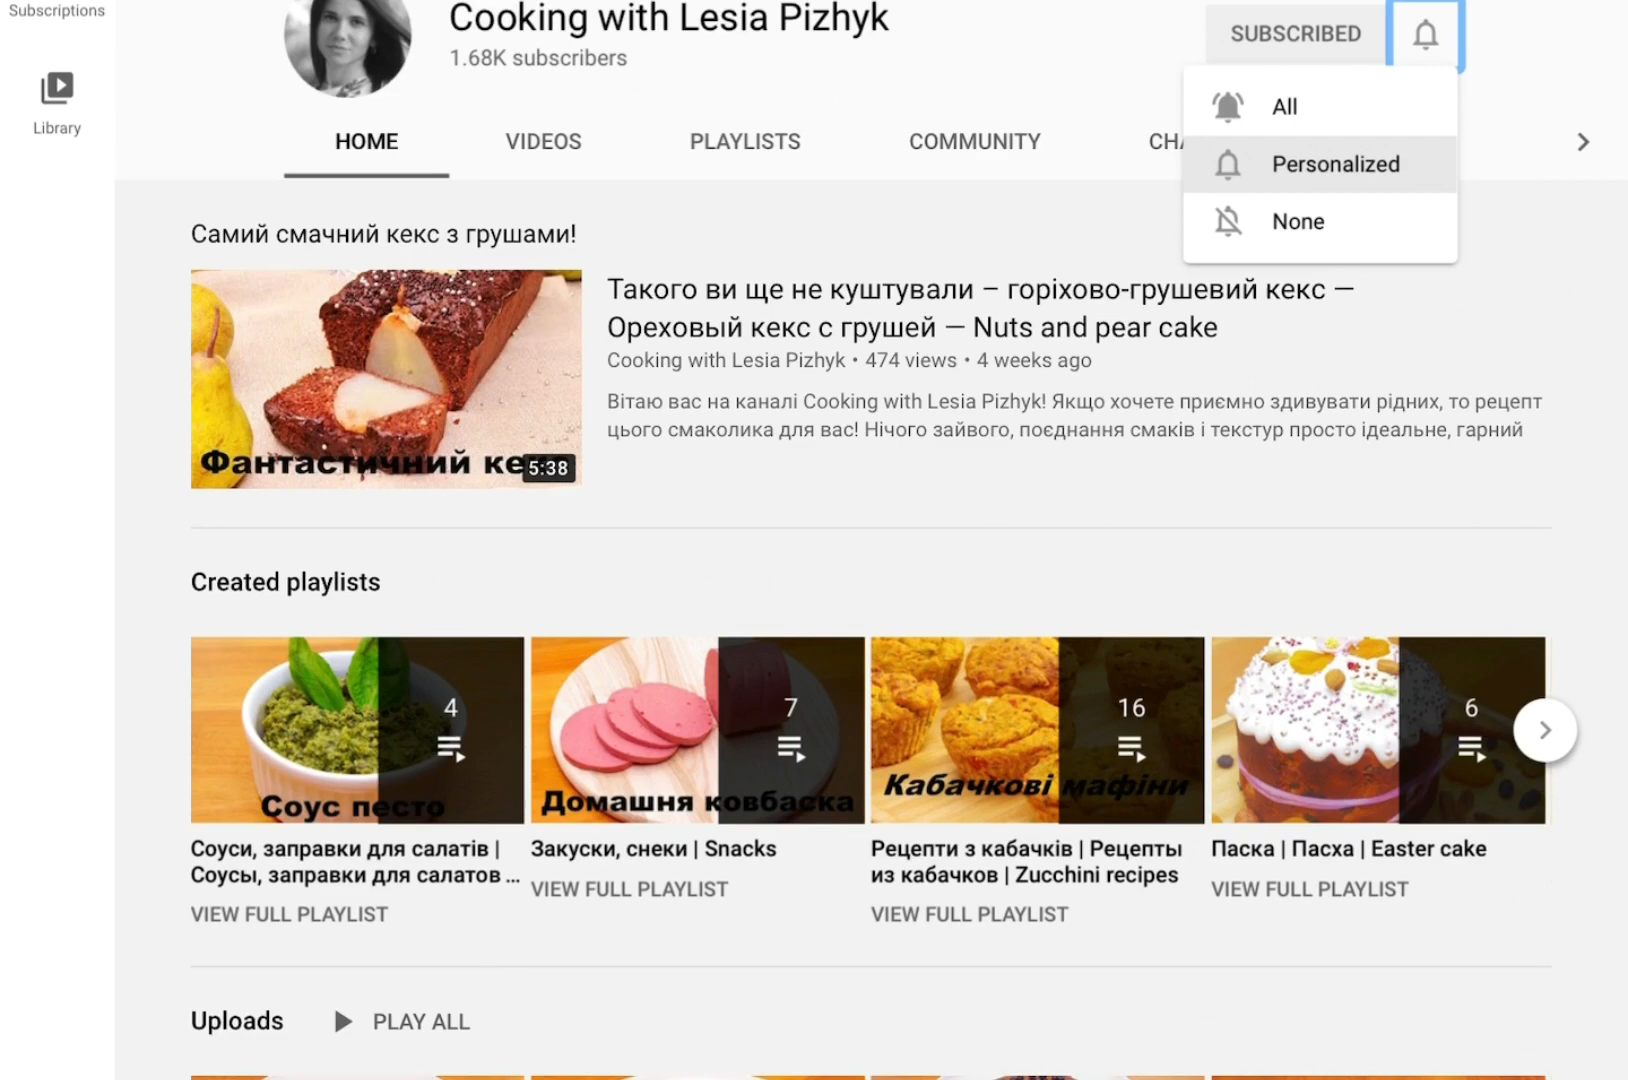 Subscriptions
Library
Cooking with Lesia Pizhyk
1.68K subscribers
SUBSCRIBED
HOME
VIDEOS
PLAYLISTS
COMMUNITY
All
Personalized
None
Самий смачний кекс з грушами!
Фантастичний
5:38
Такого ви ще не куштували – горіхово-грушевий кекс —
Ореховый кекс с грушей — Nuts and pear cake
Cooking with Lesia Pizhyk • 474 views • 4 weeks ago
Вітаю вас на каналі Cooking with Lesia Pizhyk! Якщо хочете приємно здивувати рідних, то рецепт
цього смаколика для вас! Нічого зайвого, поєднання смаків і текстур просто ідеальне, гарний
Created playlists
Соус песто
4
Домашня ковбаска
7
Кабачкові мафіни
16
6
Соуси, заправки для салатів |
Соусы, заправки для салатов ...
VIEW FULL PLAYLIST
Закуски, снеки | Snacks
VIEW FULL PLAYLIST
Рецепти з кабачків | Рецепты
из кабачков | Zucchini recipes
VIEW FULL PLAYLIST
Паска | Пасха | Easter cake
VIEW FULL PLAYLIST
Uploads
PLAY ALL